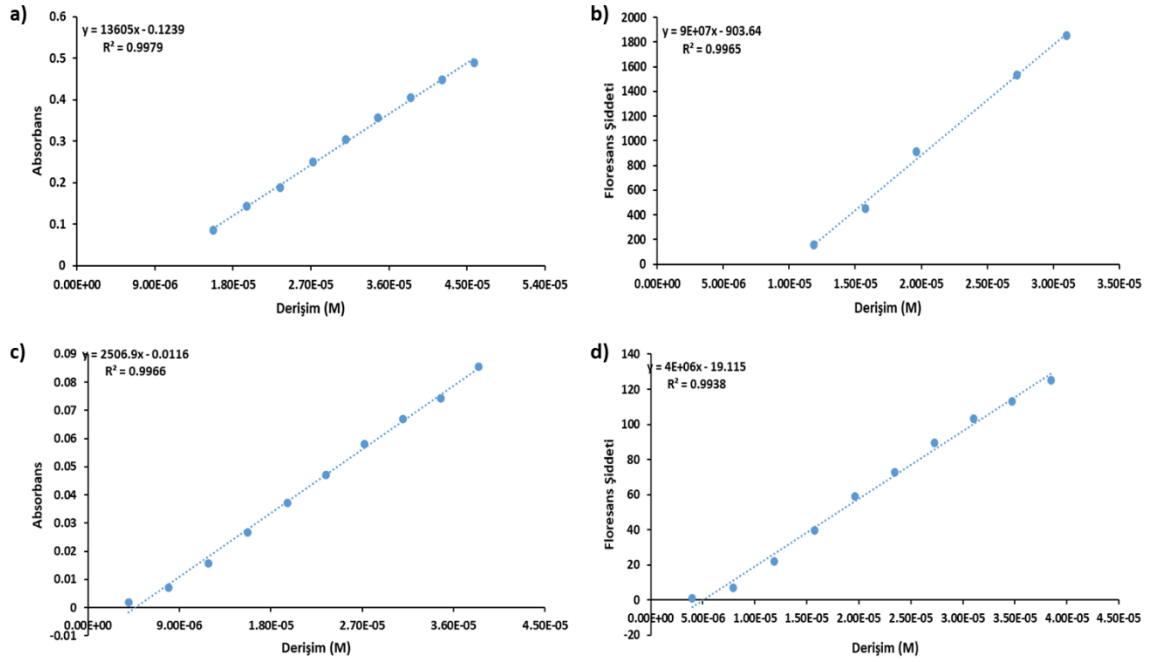 a)
y = 13605x - 0.1239
R² = 0.9979
Absorbans
0.6
0.5
0.4
0.3
0.2
0.1
0
0.00E+00 9.00E-06 1.80E-05 2.70E-05 3.60E-05 4.50E-05 5.40E-05
Derişim (M)
b)
y = 9E+07x - 903.64
R² = 0.9965
Floresans Şiddeti
2000
1800
1600
1400
1200
1000
800
600
400
200
0
0.00E+00 5.00E-06 1.00E-05 1.50E-05 2.00E-05 2.50E-05 3.00E-05 3.50E-05
Derişim (M)
c)
y = 2506.9x - 0.0116
R² = 0.9966
Absorbans
0.09
0.08
0.07
0.06
0.05
0.04
0.03
0.02
0.01
0
-0.01
0.00E+00 9.00E-06 1.80E-05 2.70E-05 3.60E-05 4.50E-05
Derişim (M)
d)
y = 4E+06x - 19.115
R² = 0.9938
Floresans Şiddeti
140
120
100
80
60
40
20
0
-20
0.00E+00 5.00E-06 1.00E-05 1.50E-05 2.00E-05 2.50E-05 3.00E-05 3.50E-05 4.00E-05 4.50E-05
Derişim (M)